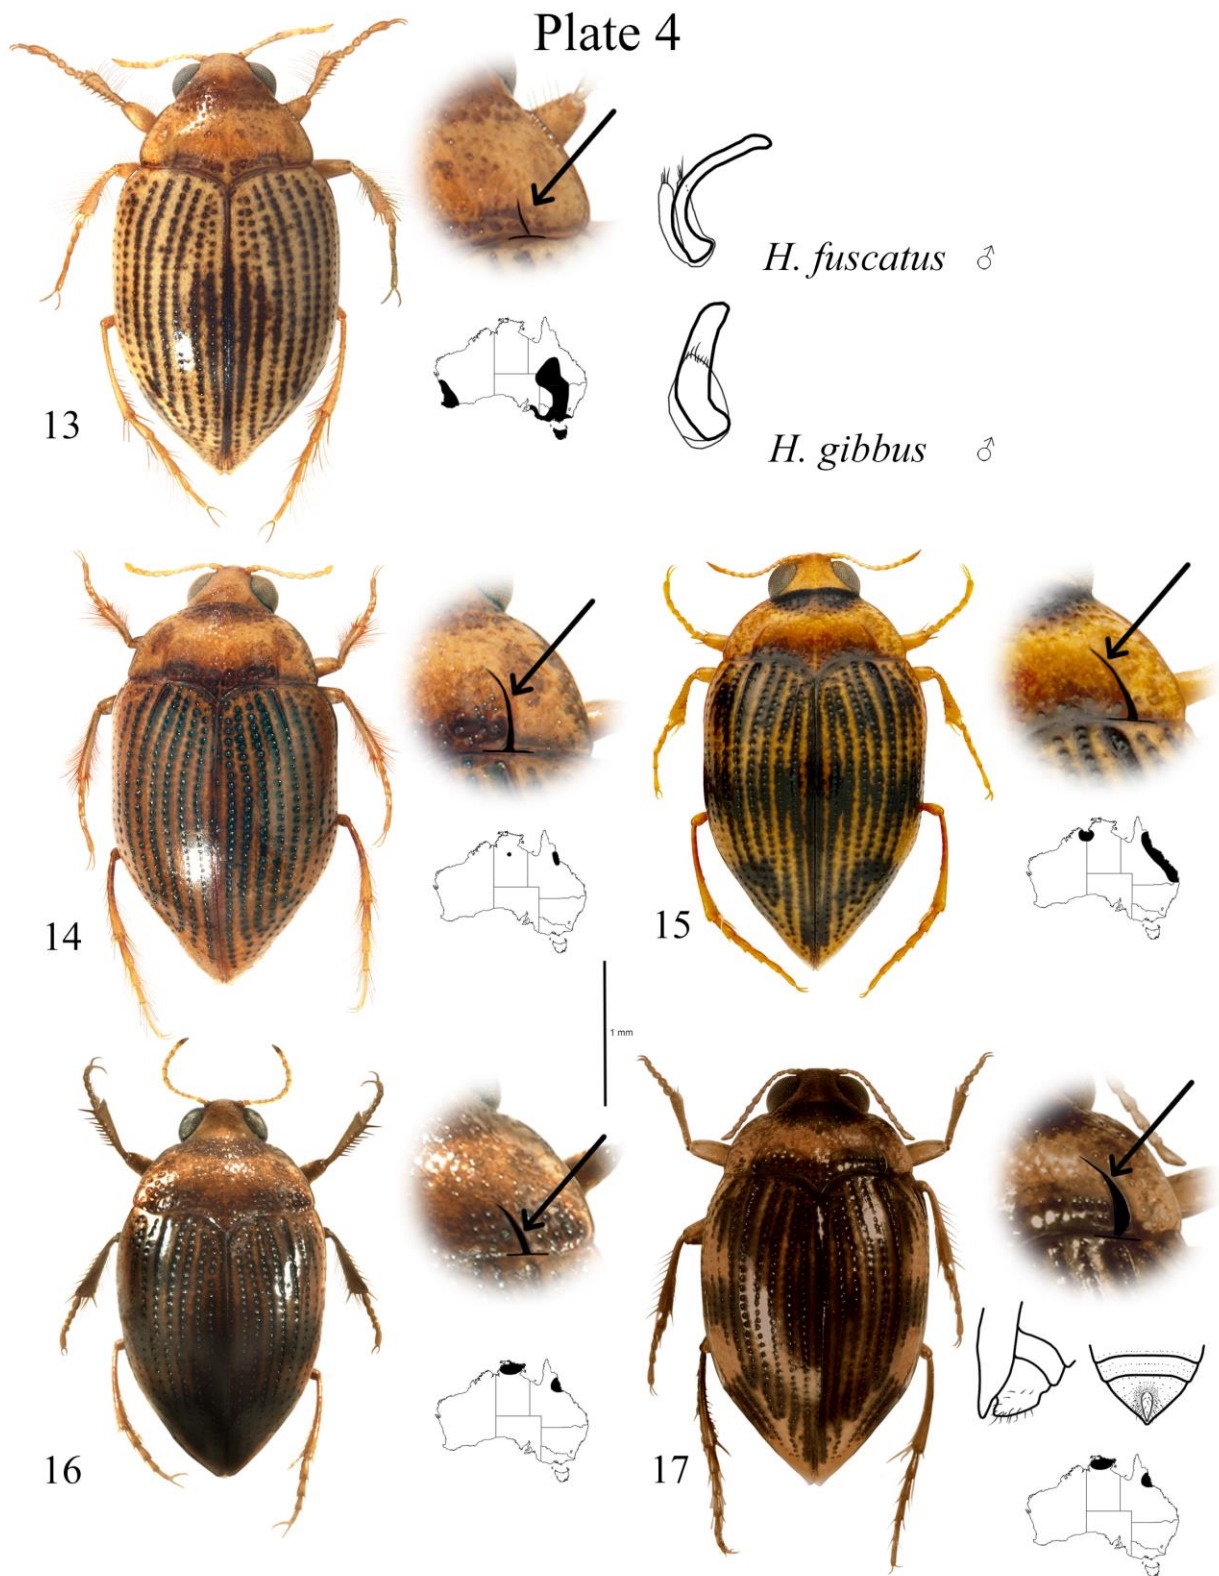 Plate 4
H. fuscatus ♂
H. gibbus ♂
13
14
15
1 mm
16
17